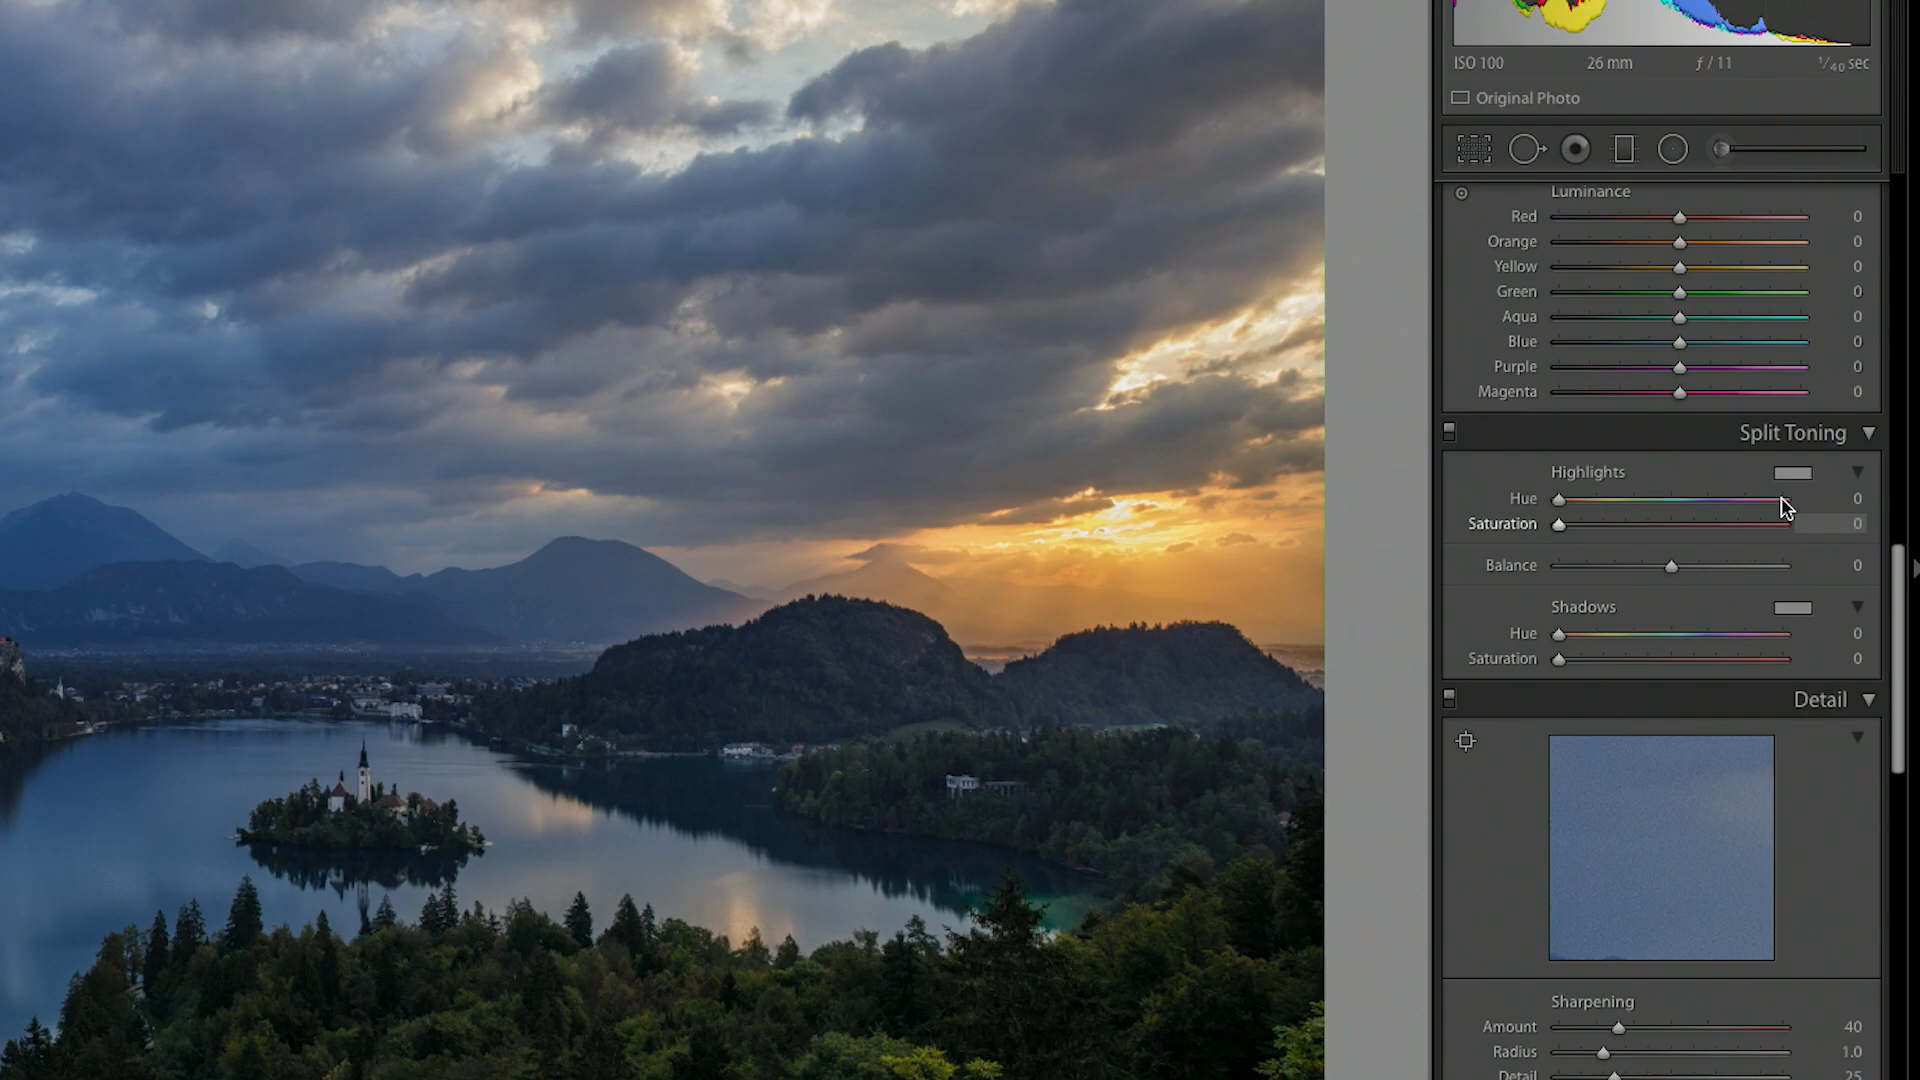 ISO 100 26 mm ƒ / 11 1/40 sec
Original Photo
Luminance
Red 0
Orange 0
Yellow 0
Green 0
Aqua 0
Blue 0
Purple 0
Magenta 0
Split Toning
Highlights
Hue 0
Saturation 0
Balance 0
Shadows
Hue 0
Saturation 0
Detail
Sharpening
Amount 40
Radius 1.0
Detail 25